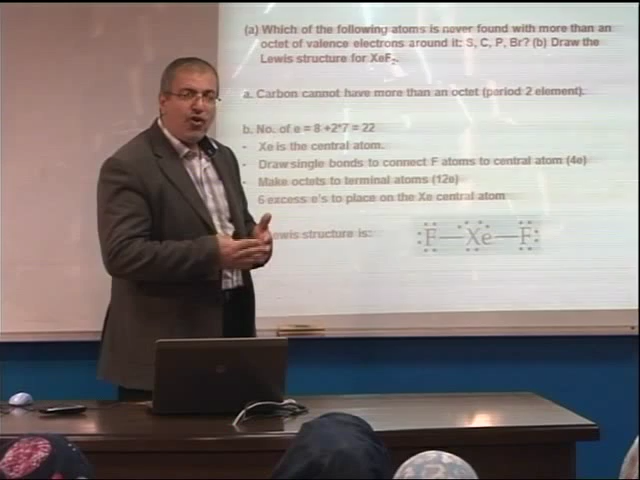 (a) Which of the following atoms is never found with more than an
octet of valence electrons around it: S, C, P, Br? (b) Draw the
Lewis structure for XeF2.
a. Carbon cannot have more than an octet (period 2 element).
b. No. of e = 8 +2*7 = 22
- Xe is the central atom.
- Draw single bonds to connect F atoms to central atom (4e)
- Make octets to terminal atoms (12e)
6 excess e's to place on the Xe central atom
Lewis structure is:
F—Xe—F